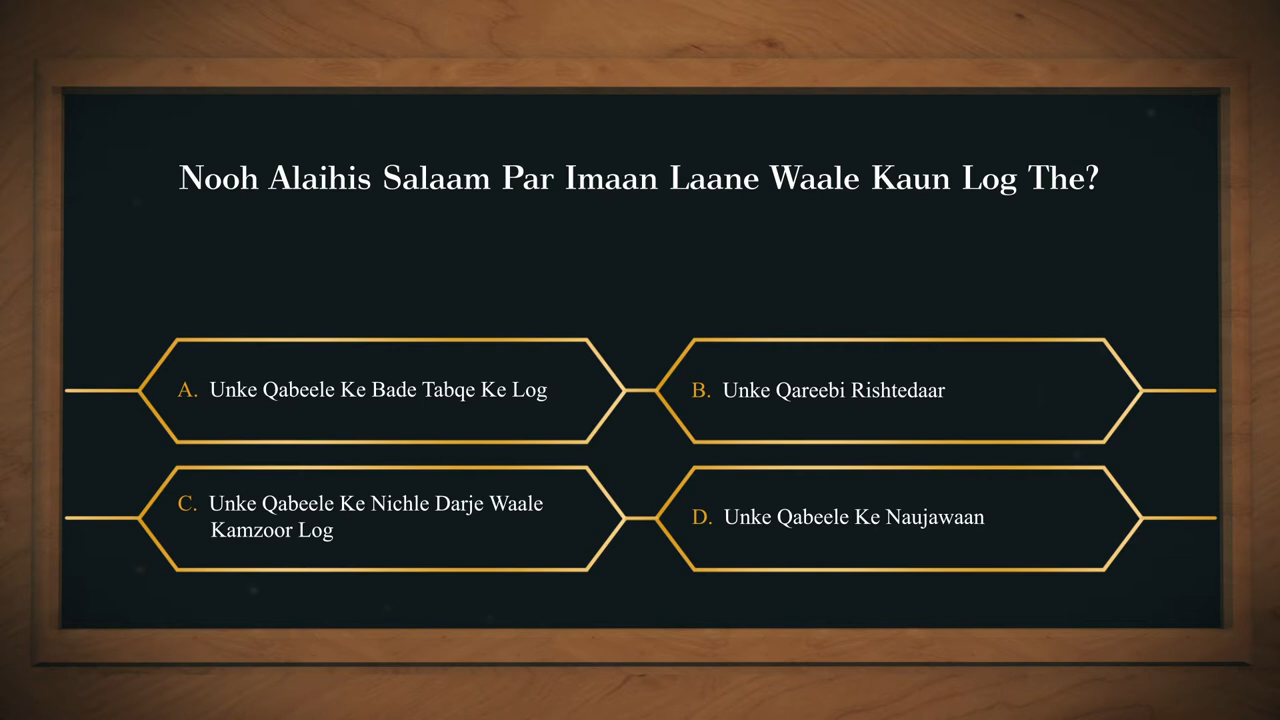 Nooh Alaihis Salaam Par Imaan Laane Waale Kaun Log The?
A. Unke Qabeele Ke Bade Tabqe Ke Log
B. Unke Qareebi Rishtedaar
C. Unke Qabeele Ke Nichle Darje Waale
Kamzoor Log
D. Unke Qabeele Ke Naujawaan